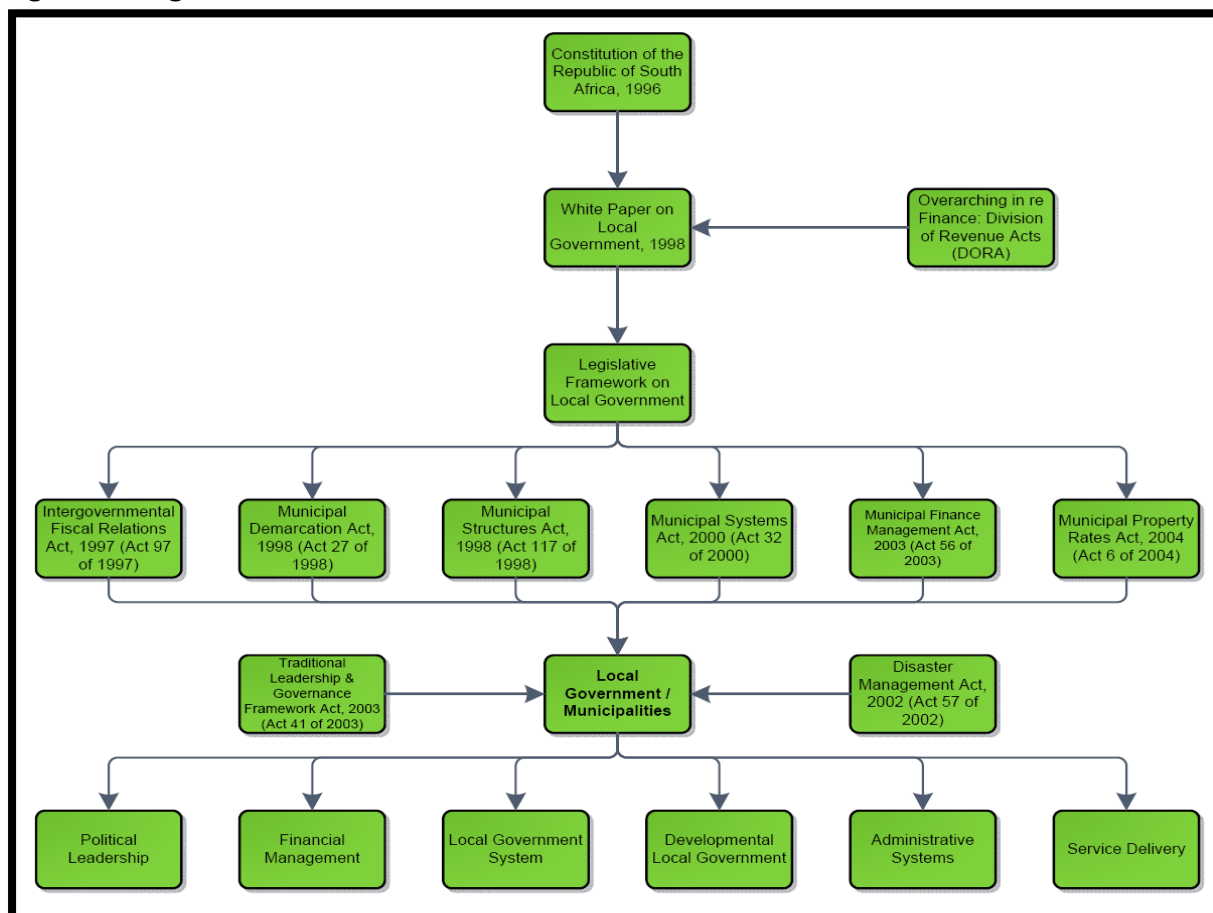 Constitution of the
Republic of South
Africa, 1996
White Paper on
Local
Government, 1998
Overarching in re
Finance: Division
of Revenue Acts
(DORA)
Legislative
Framework on
Local Government
Intergovernmental
Fiscal Relations
Act, 1997 (Act 97
of 1997)
Municipal
Demarcation Act,
1998 (Act 27 of
1998)
Municipal
Structures Act,
1998 (Act 117 of
1998)
Municipal Systems
Act, 2000 (Act 32
of 2000)
Municipal Finance
Management Act,
2003 (Act 56 of
2003)
Municipal Property
Rates Act, 2004
(Act 6 of 2004)
Traditional
Leadership &
Governance
Framework Act, 2003
(Act 41 of 2003)
Local
Government /
Municipalities
Disaster
Management Act,
2002 (Act 57 of
2002)
Political
Leadership
Financial
Management
Local Government
System
Developmental
Local Government
Administrative
Systems
Service Delivery